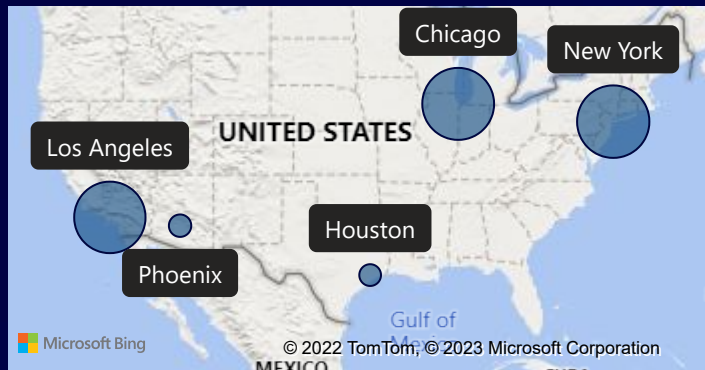 Chicago
New York
UNITED STATES
Los Angeles
Houston
Phoenix
Gulf of
Mexico
Microsoft Bing
© 2022 TomTom, © 2023 Microsoft Corporation
MEXICO